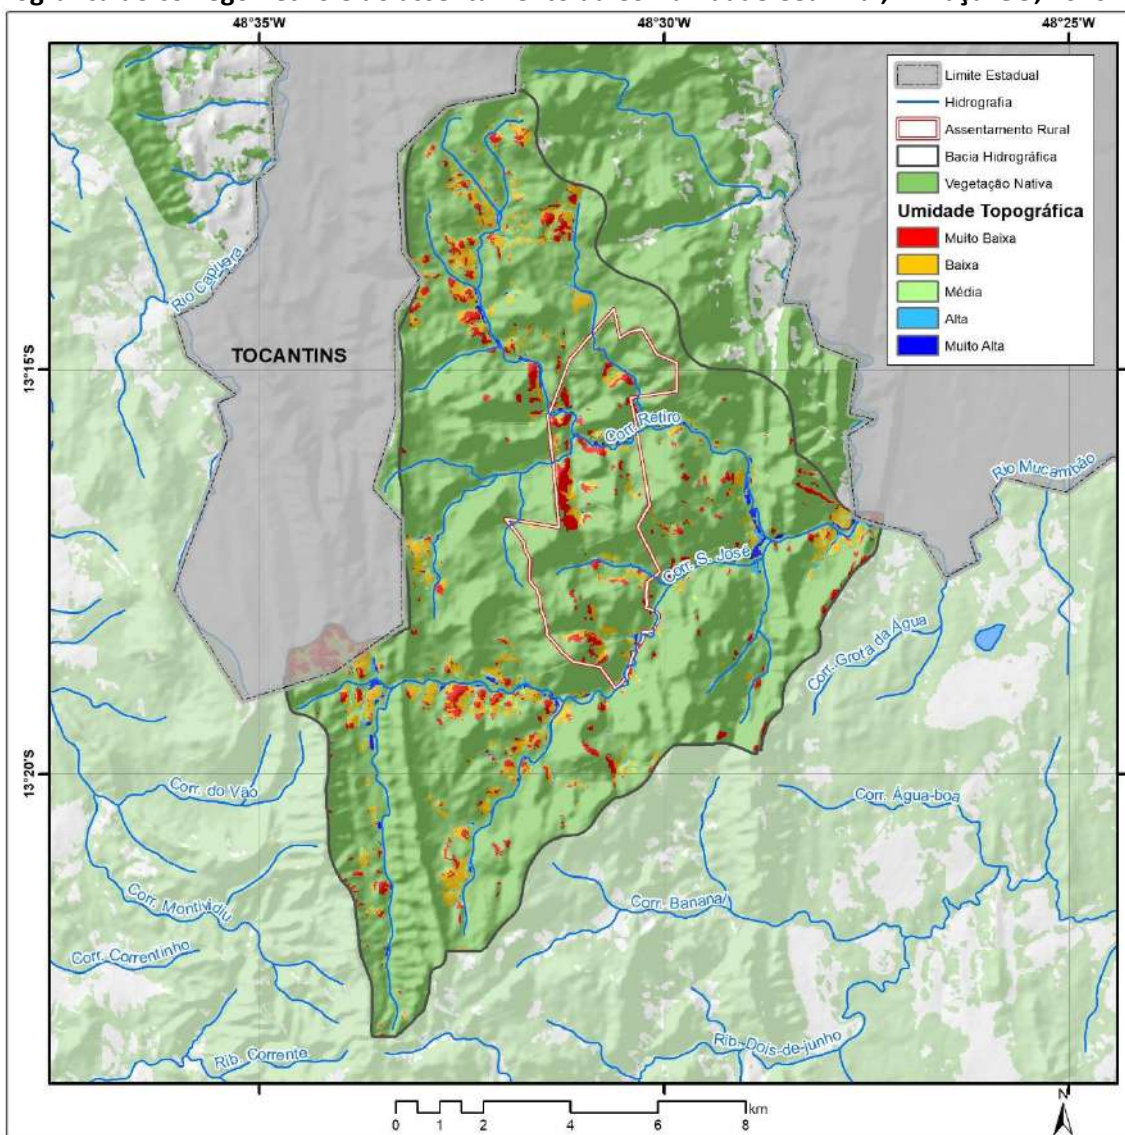 48°35'W 48°30'W 48°25'W
Limite Estadual
Hidrografia
Assentamento Rural
Bacia Hidrográfica
Vegetação Nativa
Umidade Topográfica
Muito Baixa
Baixa
Média
Alta
Muito Alta
Rio Capivara
TOCANTINS
13°15'S
Corr. Retiro
Rio Mucambão
Corr. S. José
Corr. Grota da Água
13°20'S
Corr. do Vão
Corr. Água-boa
Corr. Montividiu
Corr. Bananal
Corr. Correntinho
Rib. Corrente
Rib. Dois-de-junho
km
0 1 2 4 6 8
N